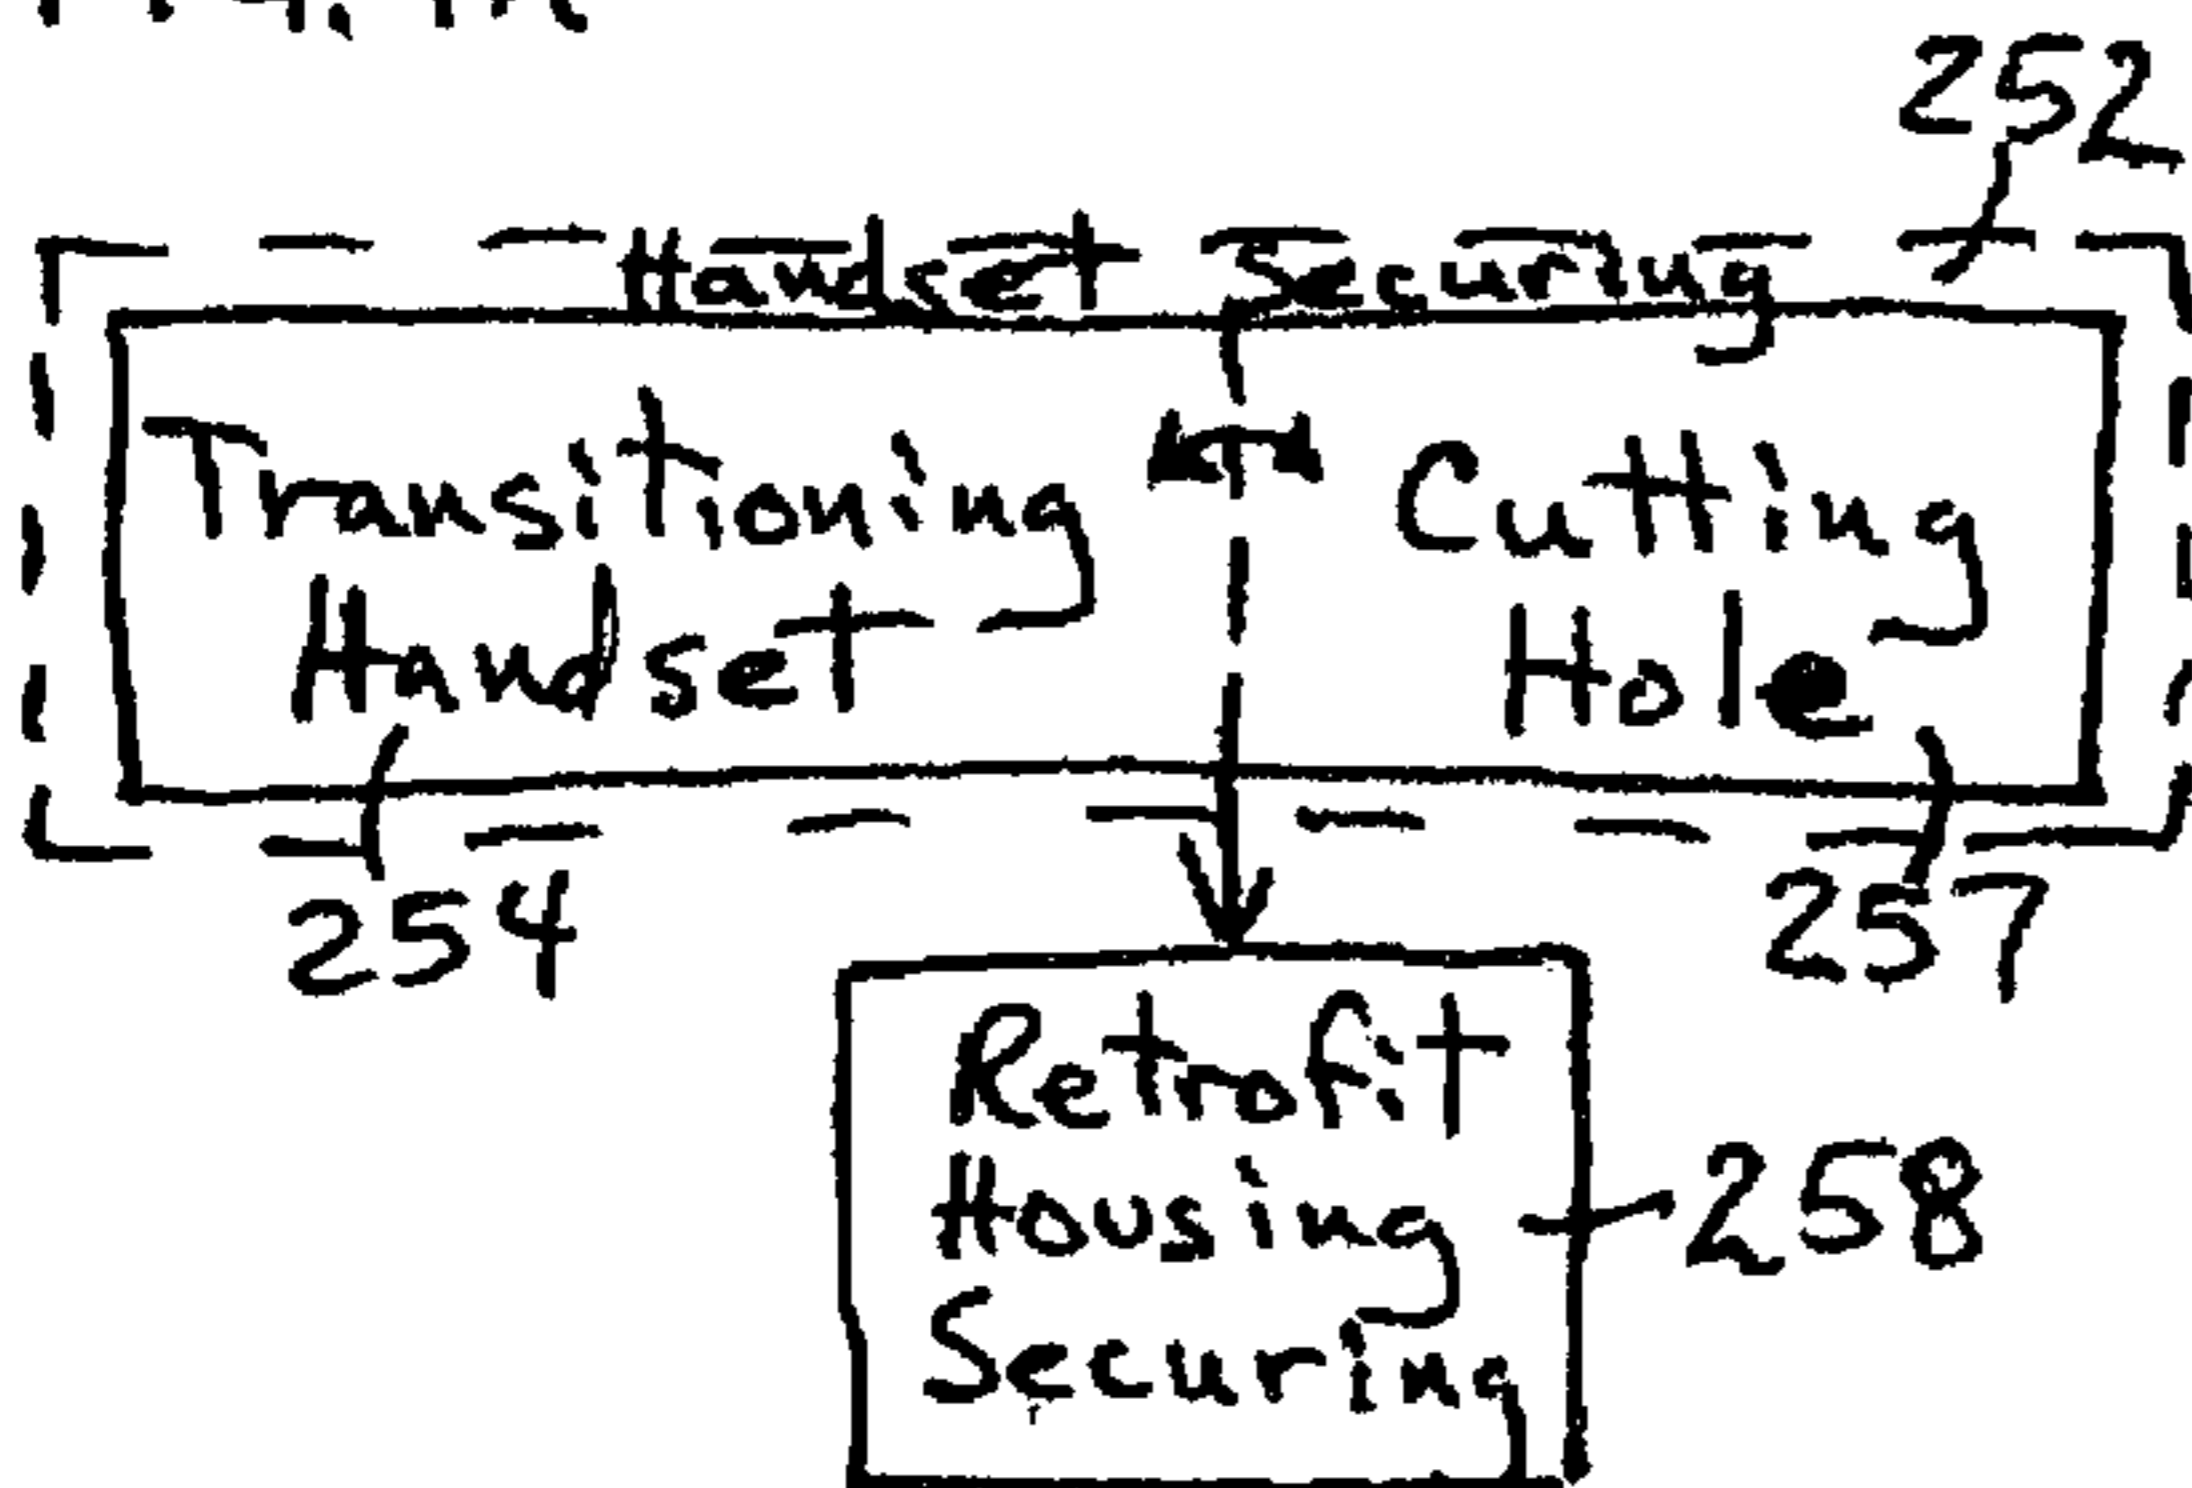 252
Handset Securing
Transitioning
Handset
Cutting
Hole
254
257
Retrofit
Housing
Securing
258